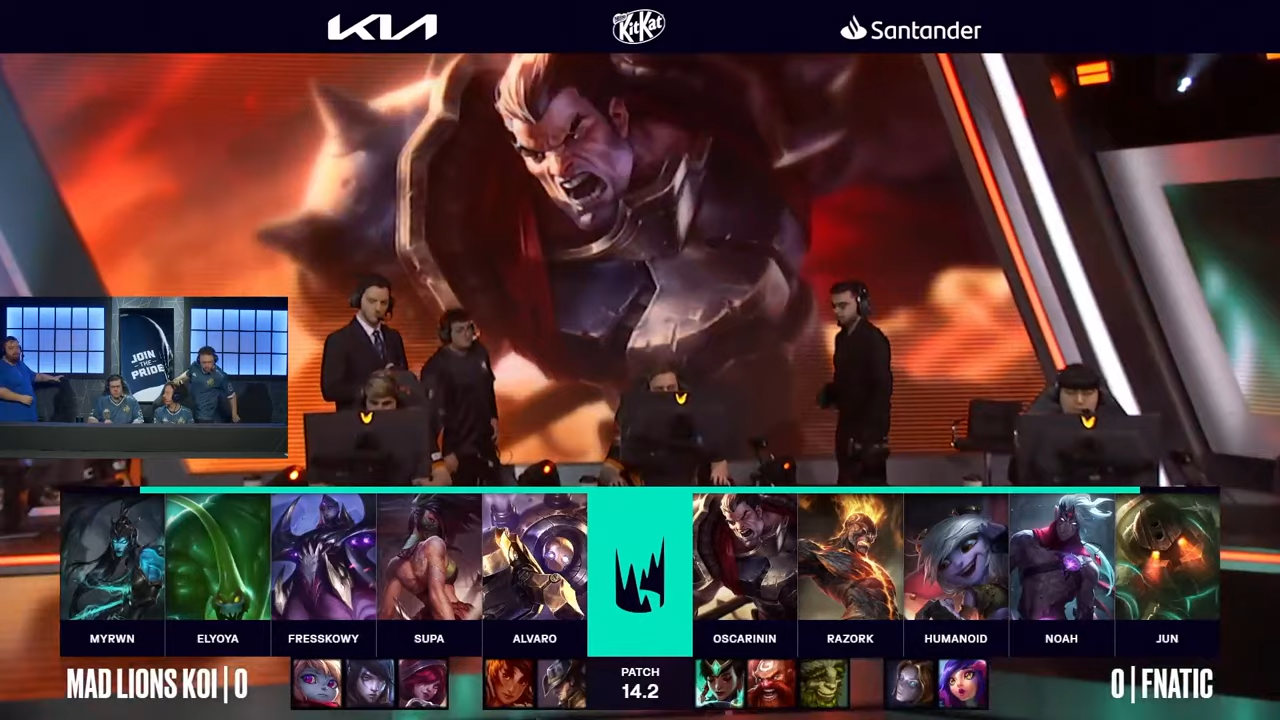 KIA
Nestlé
KitKat
Santander
JOIN
THE
PRIDE
MYRWN
ELYOYA
FRESSKOWY
SUPA
ALVARO
OSCARININ
RAZORK
HUMANOID
NOAH
JUN
MAD LIONS KOI | 0
PATCH
14.2
0 | FNATIC